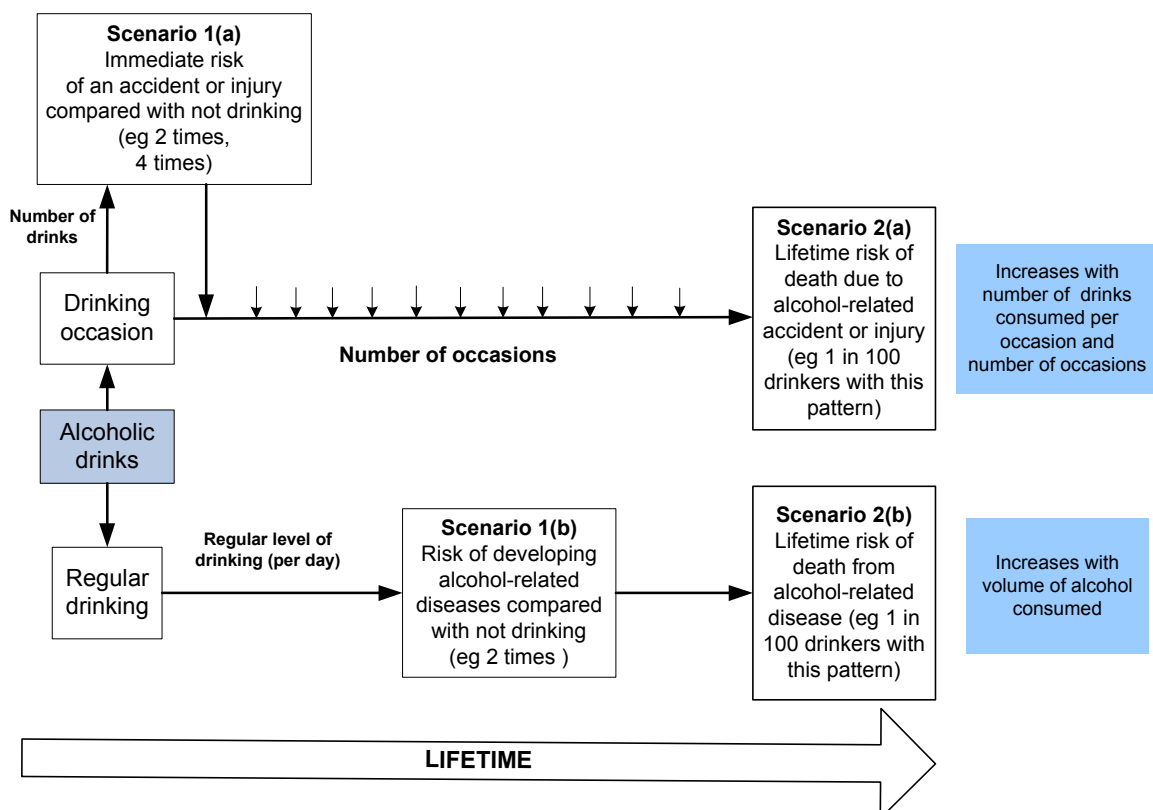 Scenario 1(a)
Immediate risk
of an accident or injury
compared with not drinking
(eg 2 times,
4 times)
Number of
drinks
Drinking
occasion
Number of occasions
Scenario 2(a)
Lifetime risk of
death due to
alcohol-related
accident or injury
(eg 1 in 100
drinkers with this
pattern)
Increases with
number of drinks
consumed per
occasion and
number of occasions
Alcoholic
drinks
Regular
drinking
Regular level of
drinking (per day)
Scenario 1(b)
Risk of developing
alcohol-related
diseases compared
with not drinking
(eg 2 times )
Scenario 2(b)
Lifetime risk of
death from
alcohol-related
disease (eg 1 in
100 drinkers with
this pattern)
Increases with
volume of alcohol
consumed
LIFETIME